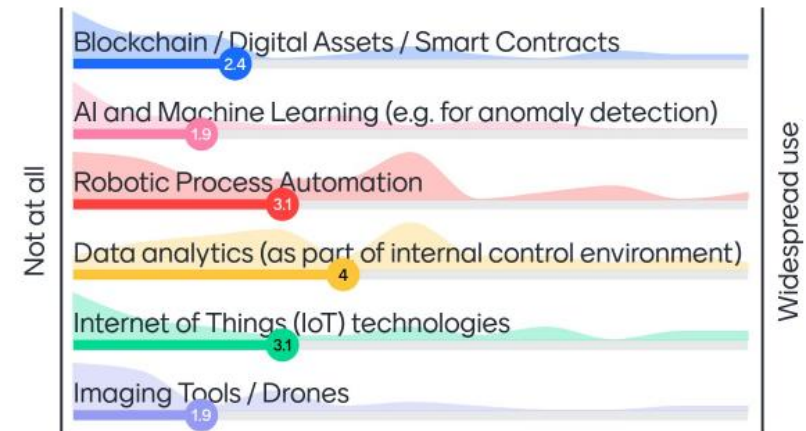 Blockchain / Digital Assets / Smart Contracts
2.4
AI and Machine Learning (e.g. for anomaly detection)
1.9
Robotic Process Automation
3.1
Data analytics (as part of internal control environment)
4
Internet of Things (IoT) technologies
3.1
Imaging Tools / Drones
1.9
Not at all
Widespread use